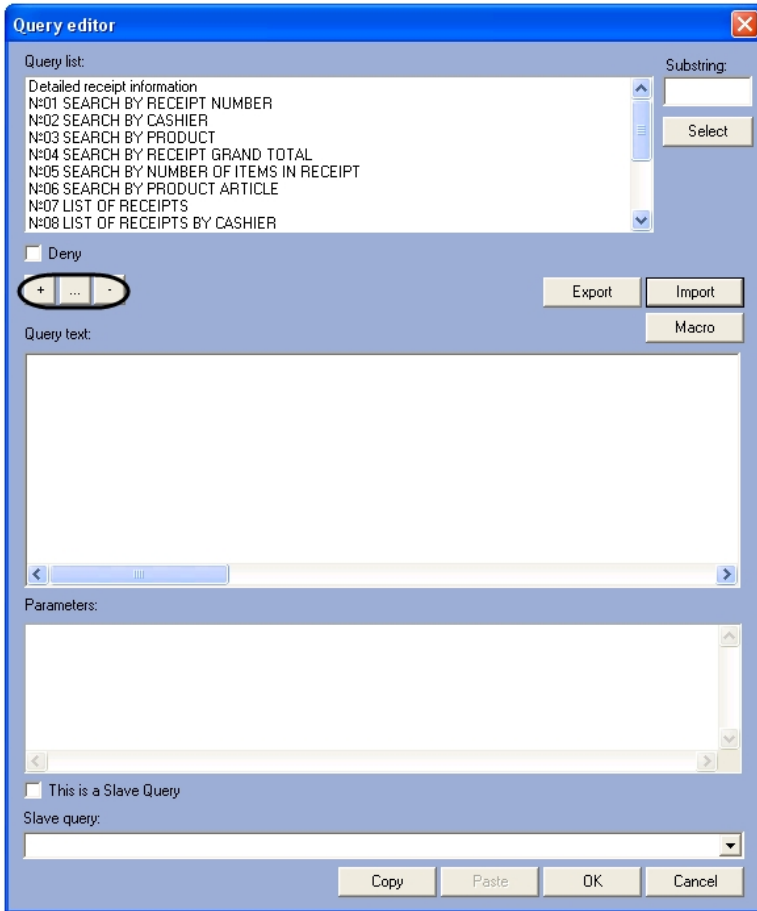 Query editor
Query list:
Substring:
Detailed receipt information
№01 SEARCH BY RECEIPT NUMBER
№02 SEARCH BY CASHIER
№03 SEARCH BY PRODUCT
№04 SEARCH BY RECEIPT GRAND TOTAL
№05 SEARCH BY NUMBER OF ITEMS IN RECEIPT
№06 SEARCH BY PRODUCT ARTICLE
№07 LIST OF RECEIPTS
№08 LIST OF RECEIPTS BY CASHIER
Select
Deny
+ ... -
Export Import
Macro
Query text:
Parameters:
This is a Slave Query
Slave query:
Copy Paste OK Cancel